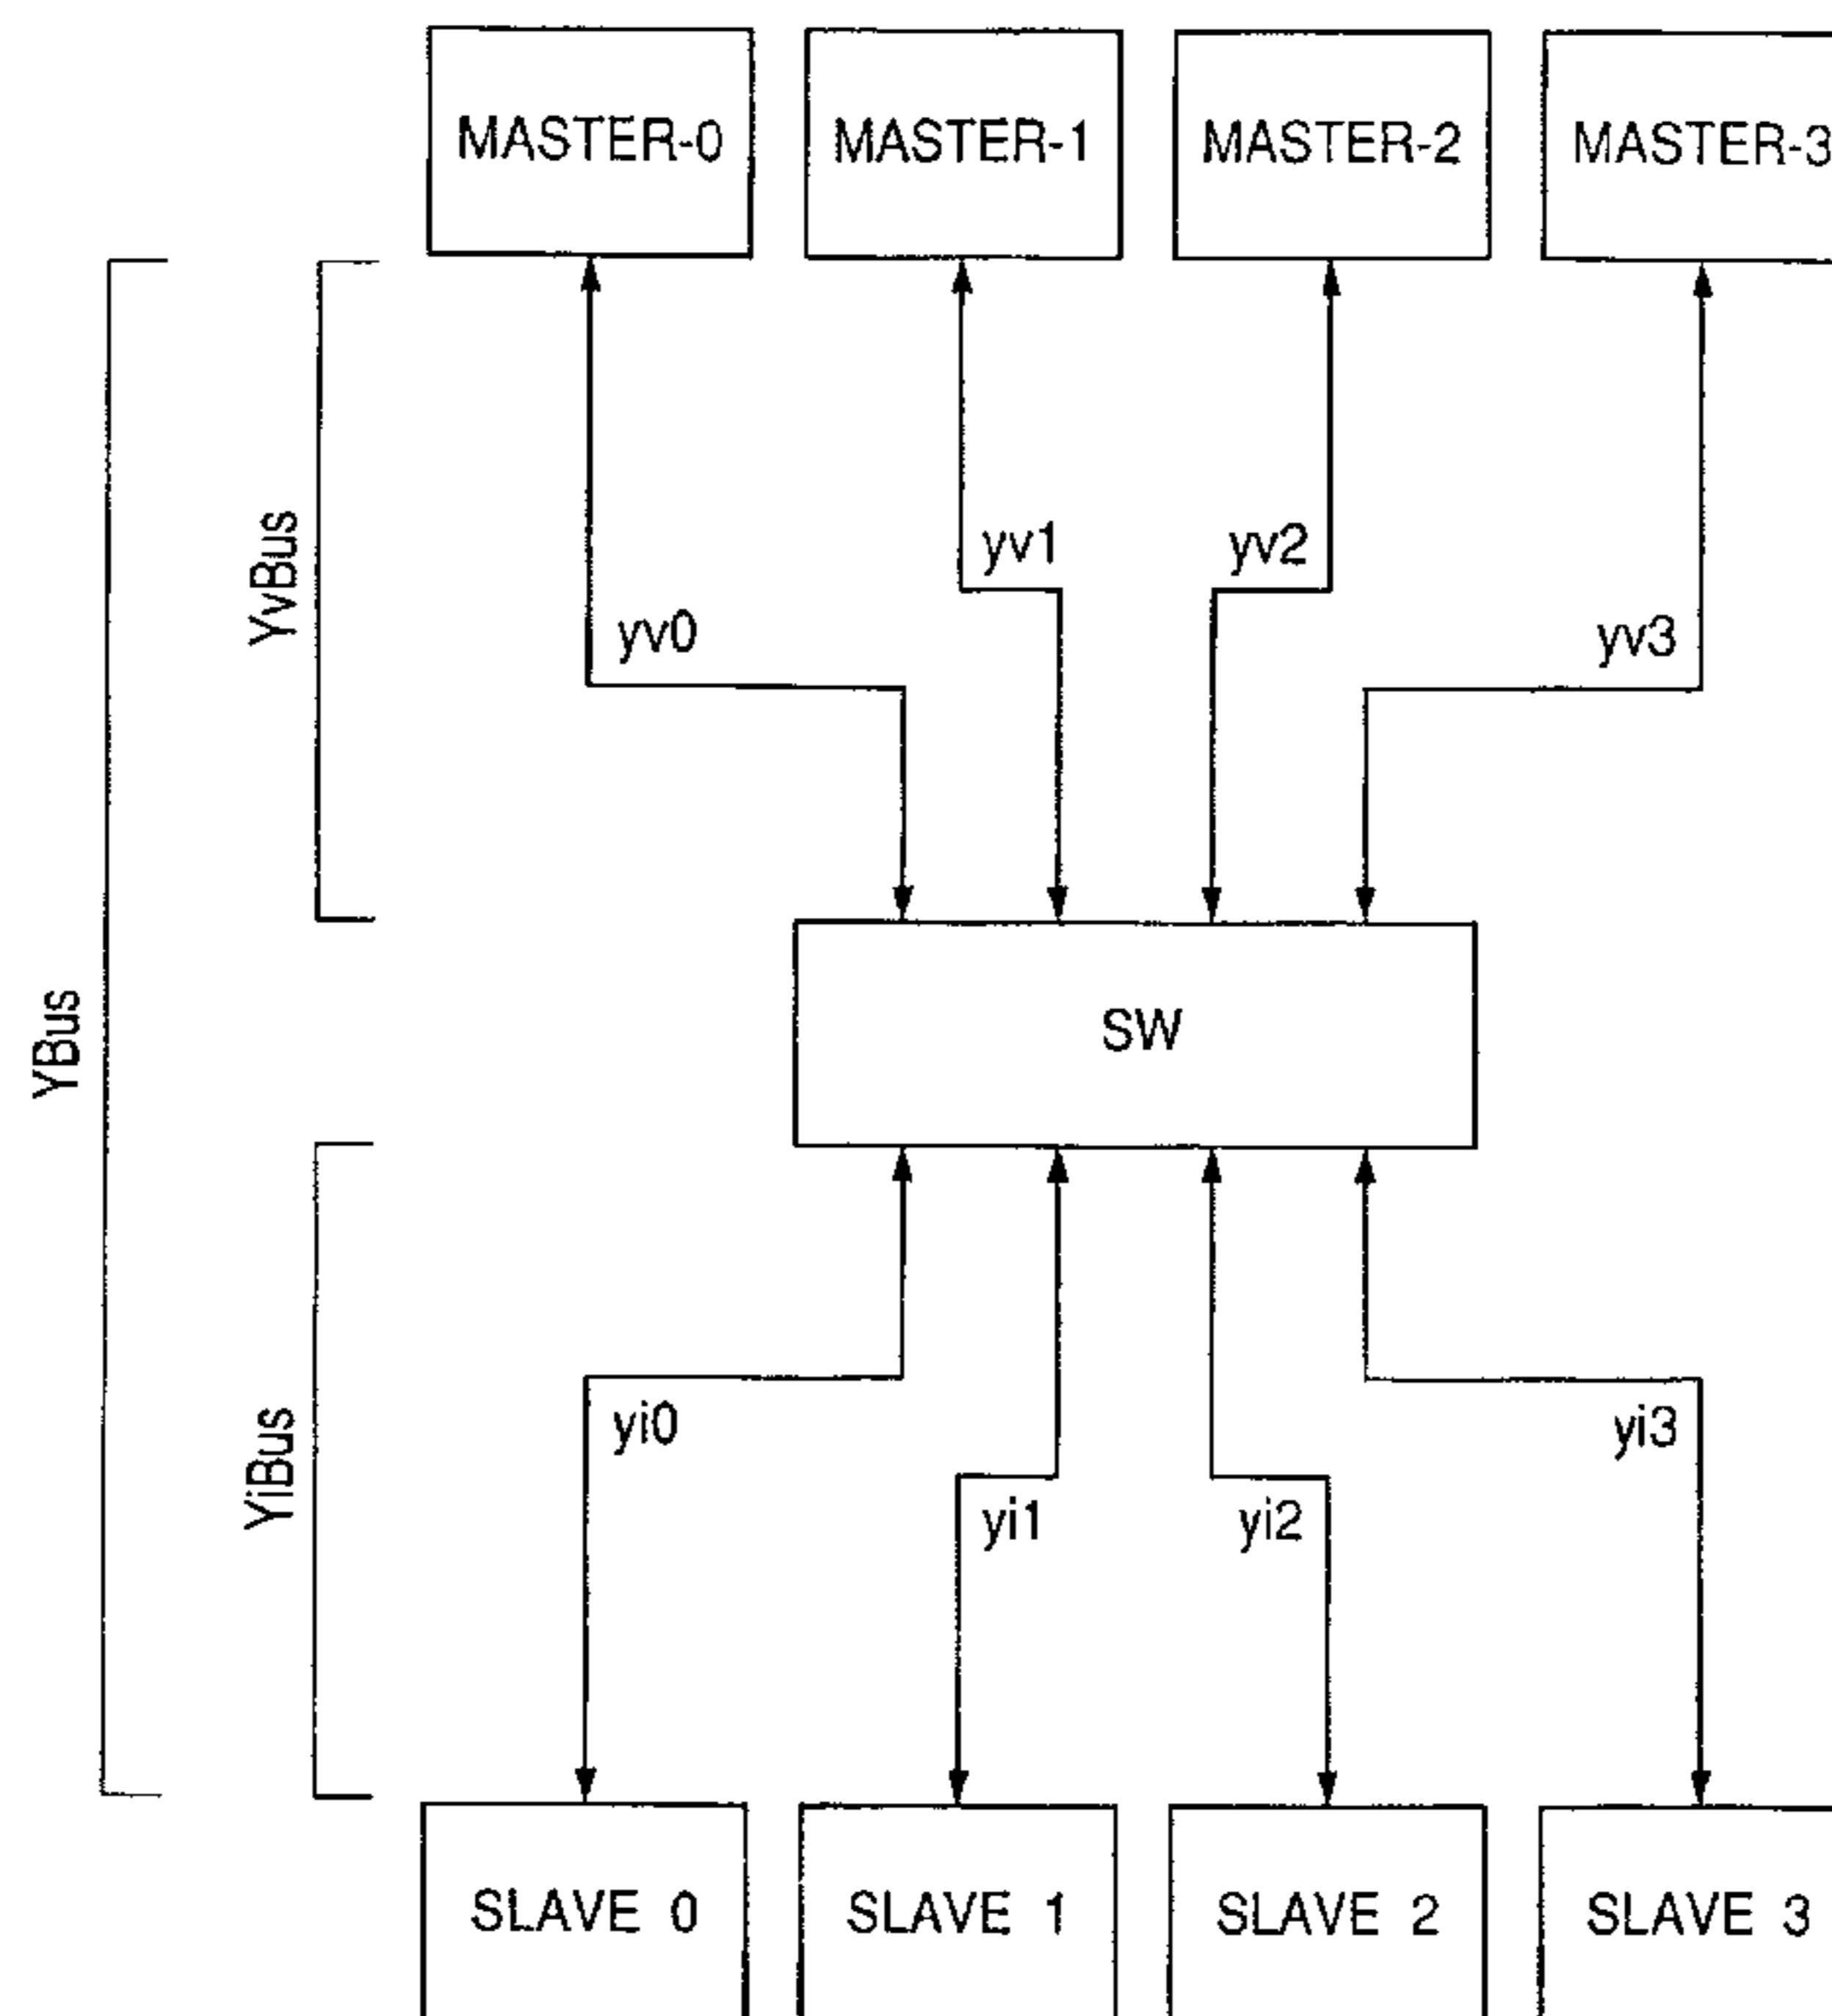 MASTER-0
MASTER-1
MASTER-2
MASTER-3
YBus
YvBus
yv0
yv1
yv2
yv3
SW
YiBus
yi0
yi1
yi2
yi3
SLAVE 0
SLAVE 1
SLAVE 2
SLAVE 3